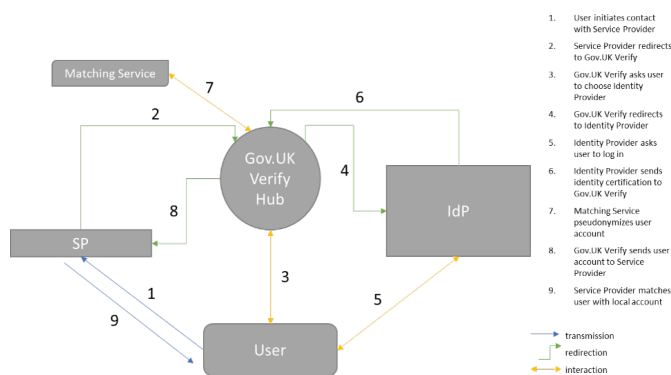 Matching Service
7
6
2
Gov.UK
Verify
Hub
4
IdP
8
SP
3
1
5
9
User
1. User initiates contact
with Service Provider
2. Service Provider redirects
to Gov.UK Verify
3. Gov.UK Verify asks user
to choose Identity
Provider
4. Gov.UK Verify redirects
to Identity Provider
5. Identity Provider asks
user to log in
6. Identity Provider sends
identity certification to
Gov.UK Verify
7. Matching Service
pseudonymizes user
account
8. Gov.UK Verify sends user
account to Service
Provider
9. Service Provider matches
user with local account
transmission
redirection
interaction